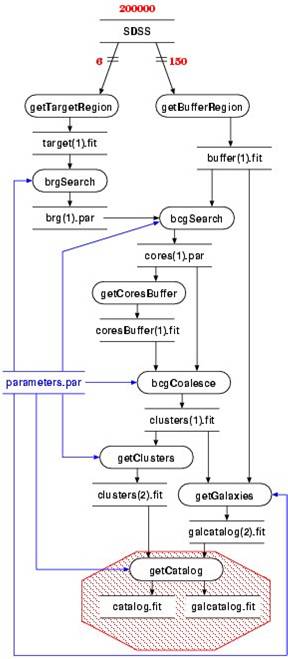 200000
SDSS
6 150
getTargetRegion getBufferRegion
target(1).fit
buffer(1).fit
brgSearch
brg(1).par bcgSearch
cores(1).par
getCoresBuffer
coresBuffer(1).fit
parameters.par bcgCoalesce
clusters(1).fit
getClusters
clusters(2).fit getGalaxies
galcatalog(2).fit
getCatalog
catalog.fit galcatalog.fit